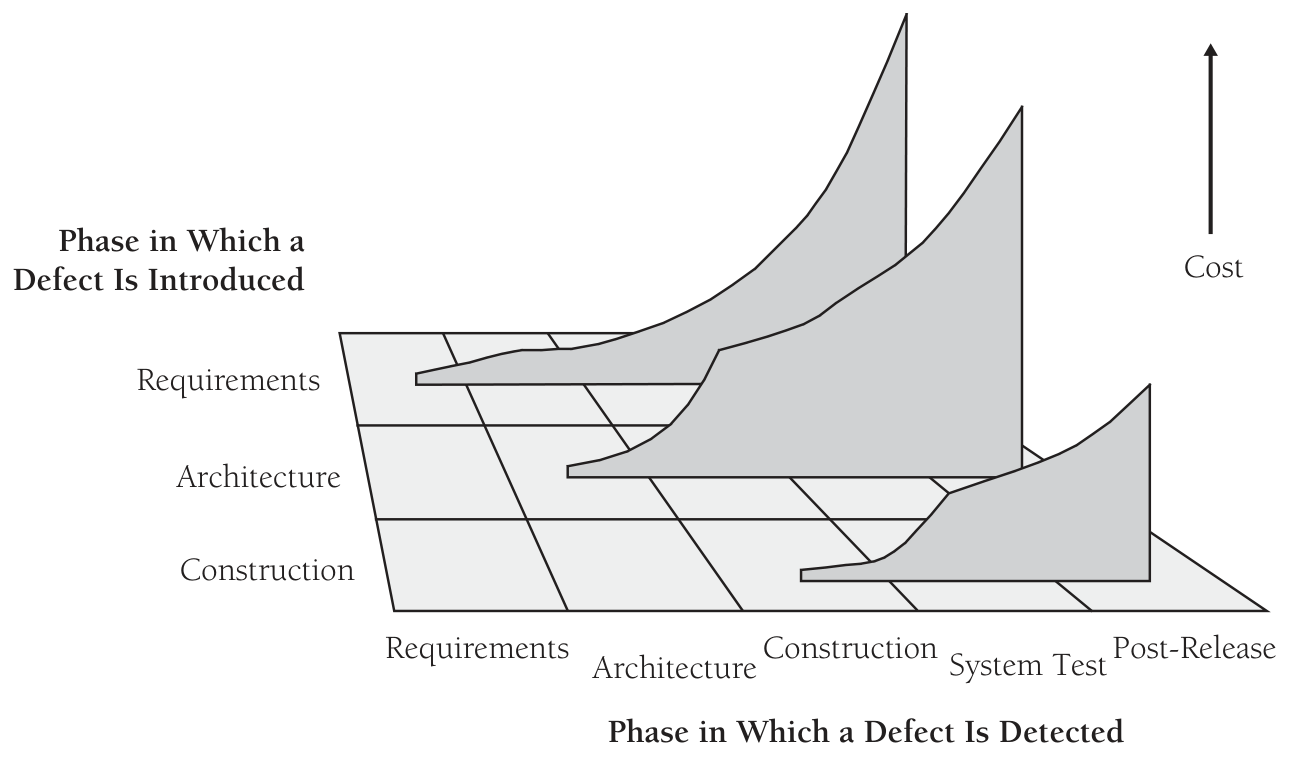 Phase in Which a
Defect Is Introduced
Cost
Requirements
Architecture
Construction
Requirements
Architecture
Construction
System Test
Post-Release
Phase in Which a Defect Is Detected